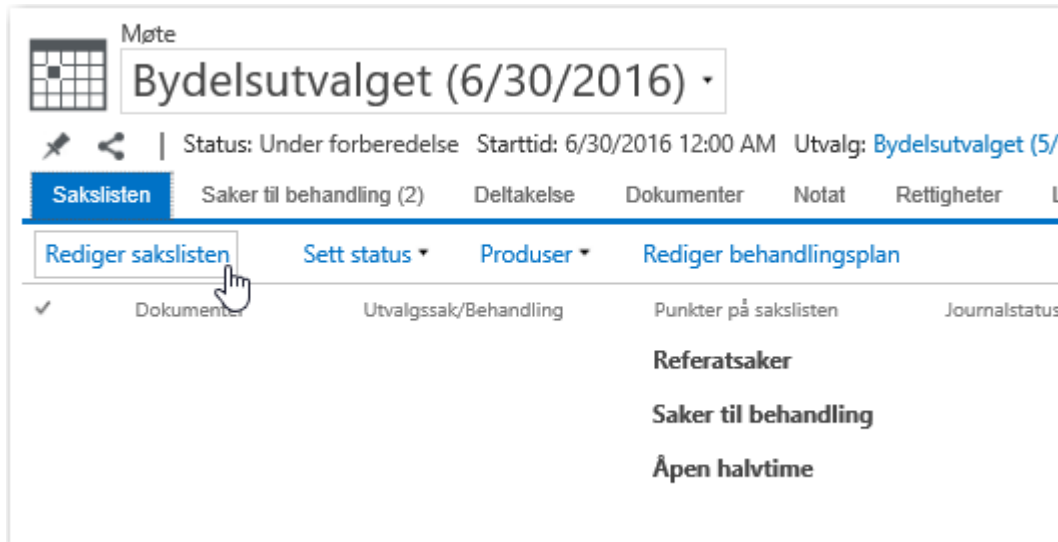 Møte
Bydelsutvalget (6/30/2016)
Status: Under forberedelse Starttid: 6/30/2016 12:00 AM Utvalg: Bydelsutvalget (5/
Sakslisten Saker til behandling (2) Deltakelse Dokumenter Notat Rettigheter L
Rediger sakslisten Sett status Produser Rediger behandlingsplan
Dokumenter Utvalgssak/Behandling Punkter på sakslisten Journalstatus
Referatsaker
Saker til behandling
Åpen halvtime